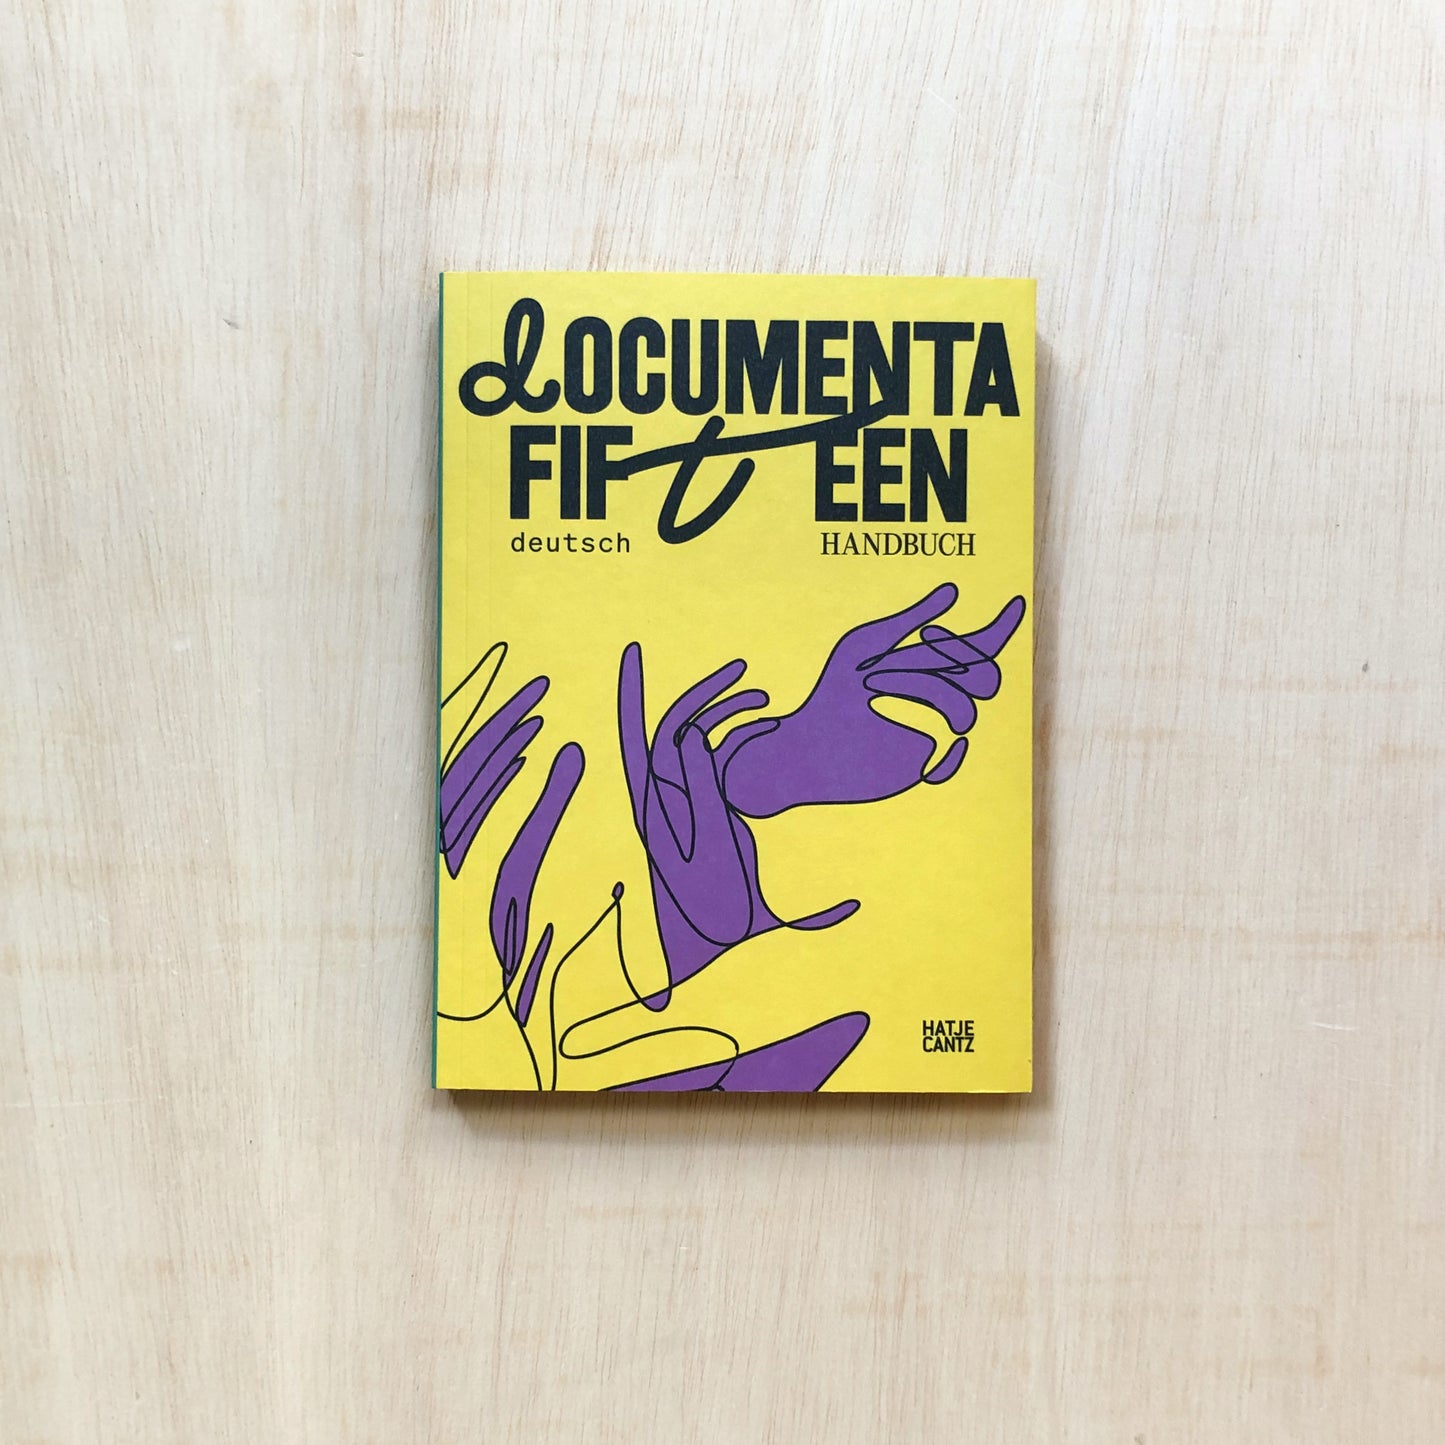 dOCUMENTA
FIFtEEN
deutsch HANDBUCH
HATJE
CANTZ